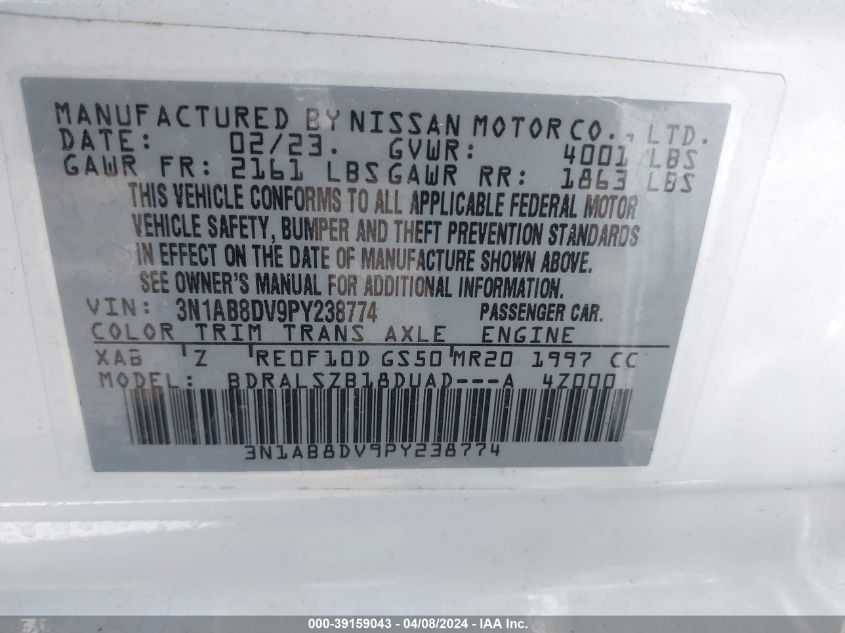 MANUFACTURED BY NISSAN MOTOR CO., LTD.
DATE: 02/23. GVWR: 4001 LBS
GAWR FR: 2161 LBS GAWR RR: 1863 LBS
THIS VEHICLE CONFORMS TO ALL APPLICABLE FEDERAL MOTOR
VEHICLE SAFETY, BUMPER AND THEFT PREVENTION STANDARDS
IN EFFECT ON THE DATE OF MANUFACTURE SHOWN ABOVE.
SEE OWNER'S MANUAL FOR ADDITIONAL INFORMATION.
VIN: 3N1AB8DV9PY238774 PASSENGER CAR.
COLOR TRIM TRANS AXLE ENGINE
XAB Z RE0F10D GS50 MR20 1997 CC
MODEL: BDRALSZB18DUAD---A 4Z000
3N1AB8DV9PY238774
000-39159043 - 04/08/2024 - IAA Inc.